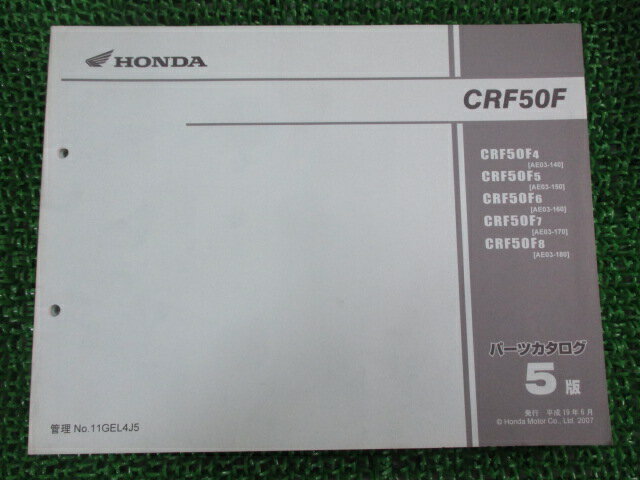 HONDA
CRF50F
CRF50F4
[AE03-140]
CRF50F5
[AE03-150]
CRF50F6
[AE03-160]
CRF50F7
[AE03-170]
CRF50F8
[AE03-180]
パーツカタログ
5版
発行 平成19年6月
© Honda Motor Co., Ltd. 2007
管理 No.11GEL4J5